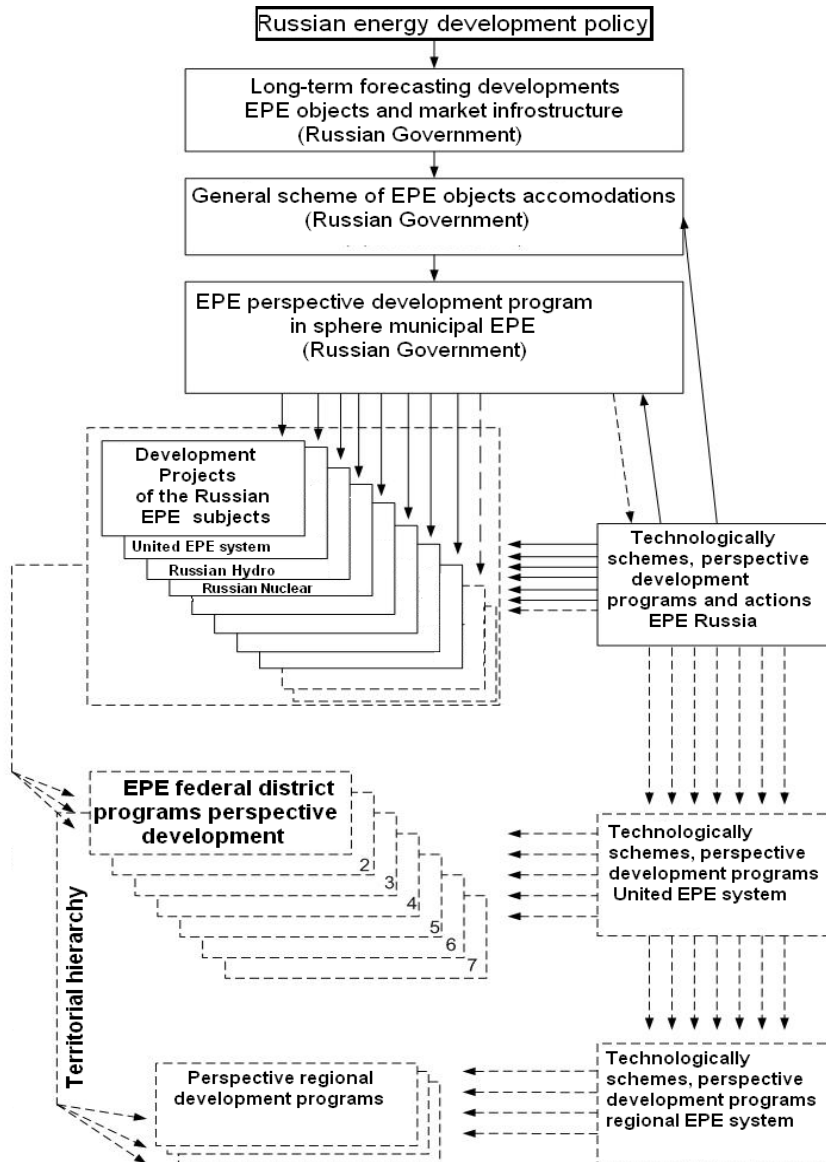 Russian energy development policy
Long-term forecasting developments
EPE objects and market infrostructure
(Russian Government)
General scheme of EPE objects accomodations
(Russian Government)
EPE perspective development program
in sphere municipal EPE
(Russian Government)
Development
Projects
of the Russian
EPE subjects
United EPE system
Russian Hydro
Russian Nuclear
Technologically
schemes, perspective
development
programs and actions
EPE Russia
EPE federal district
programs perspective
development
2
3
4
5
6
7
Technologically
schemes, perspective
development programs
United EPE system
Territorial hierarchy
Perspective regional
development programs
Technologically
schemes, perspective
development programs
regional EPE system